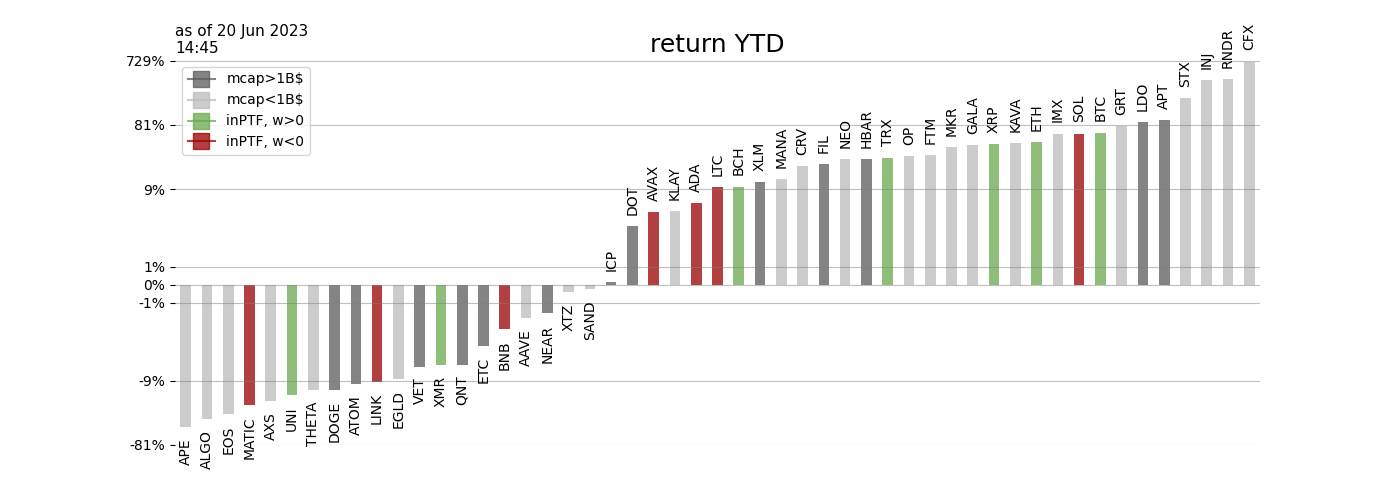 as of 20 Jun 2023
14:45
return YTD
729%
81%
9%
1%
0%
-1%
-9%
-81%
mcap>1B$
mcap<1B$
inPTF, w>0
inPTF, w<0
APE
ALGO
EOS
MATIC
AXS
UNI
THETA
DOGE
ATOM
LINK
EGLD
VET
XMR
QNT
ETC
BNB
AAVE
NEAR
XTZ
SAND
ICP
DOT
AVAX
KLAY
ADA
LTC
BCH
XLM
MANA
CRV
FIL
NEO
HBAR
TRX
OP
FTM
MKR
GALA
XRP
KAVA
ETH
IMX
SOL
BTC
GRT
LDO
APT
STX
INJ
RNDR
CFX